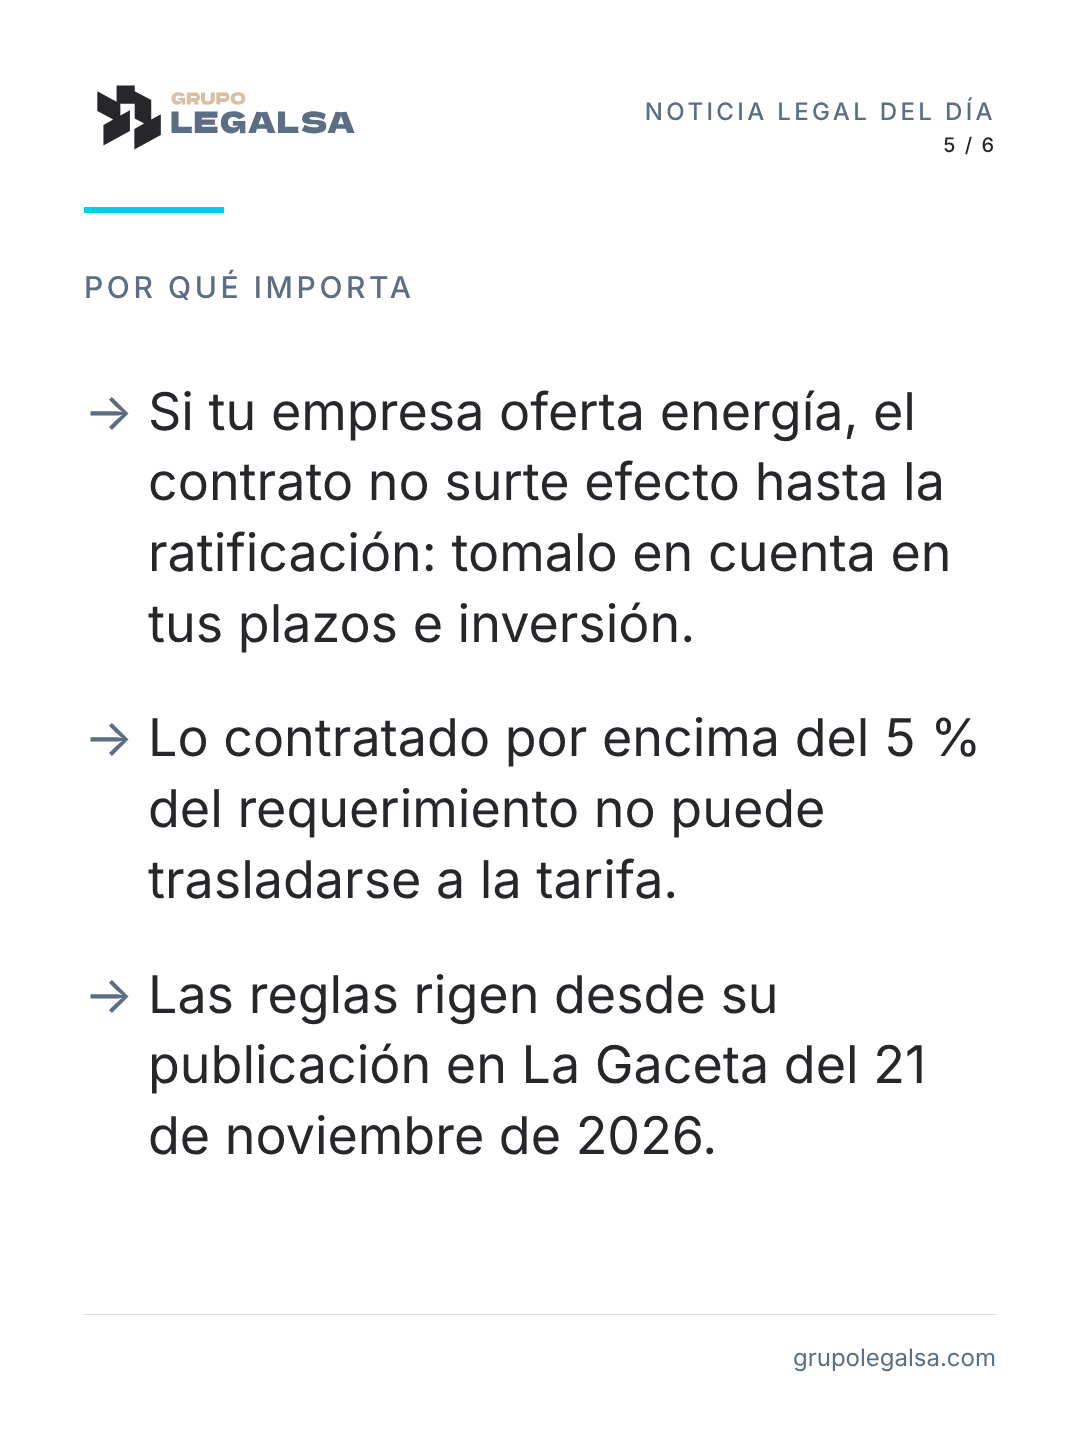 GRUPO
LEGALSA
NOTICIA LEGAL DEL DÍA
5 / 6
POR QUÉ IMPORTA
→ Si tu empresa oferta energía, el
contrato no surte efecto hasta la
ratificación: tomalo en cuenta en
tus plazos e inversión.
→ Lo contratado por encima del 5 %
del requerimiento no puede
trasladarse a la tarifa.
→ Las reglas rigen desde su
publicación en La Gaceta del 21
de noviembre de 2026.
grupolegalsa.com